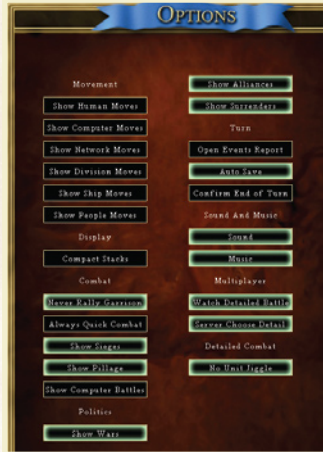 OPTIONS
Movement
Show Human Moves
Show Computer Moves
Show Network Moves
Show Division Moves
Show Ship Moves
Show People Moves
Display
Compact Stacks
Combat
Never Rally Garrison
Always Quick Combat
Show Sieges
Show Pillage
Show Computer Battles
Politics
Show Wars
Show Alliances
Show Surrenders
Turn
Open Events Report
Auto Save
Confirm End of Turn
Sound And Music
Sound
Music
Multiplayer
Watch Detailed Battle
Server Choose Detail
Detailed Combat
No Unit Jiggle